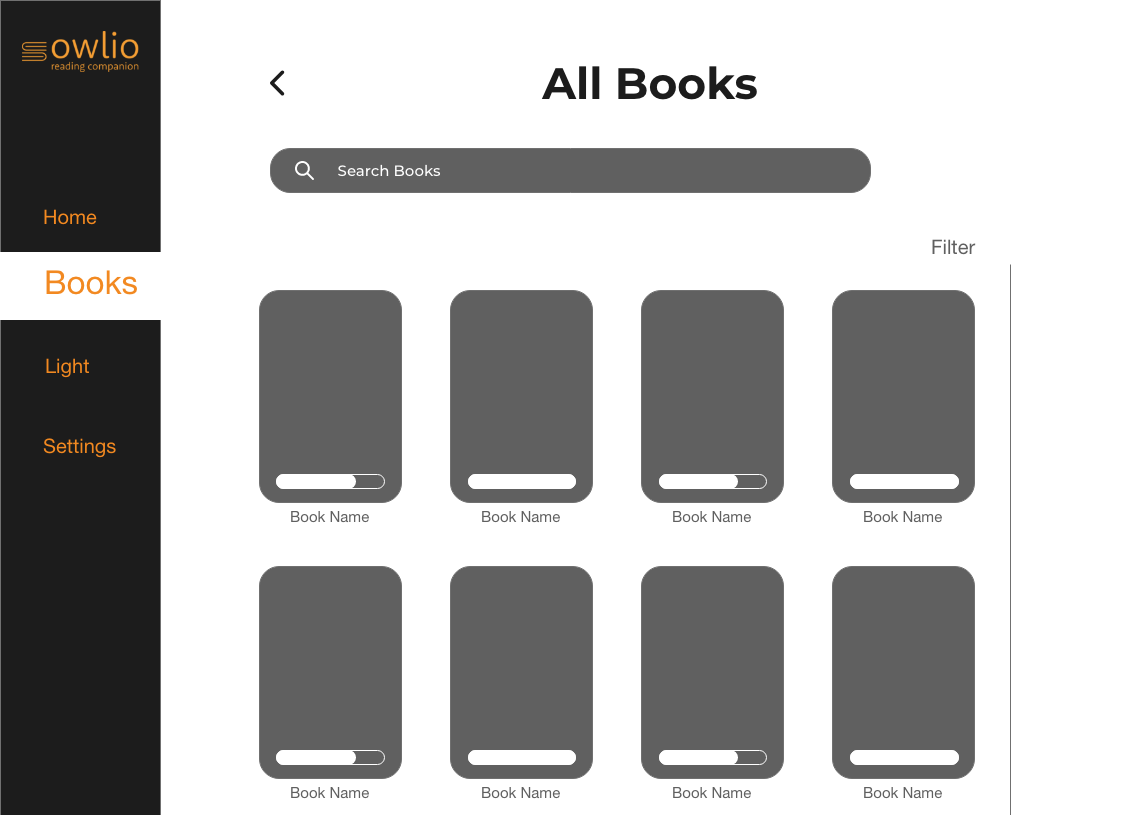 owlio
reading companion
Home
Books
Light
Settings
All Books
Search Books
Filter
Book Name
Book Name
Book Name
Book Name
Book Name
Book Name
Book Name
Book Name